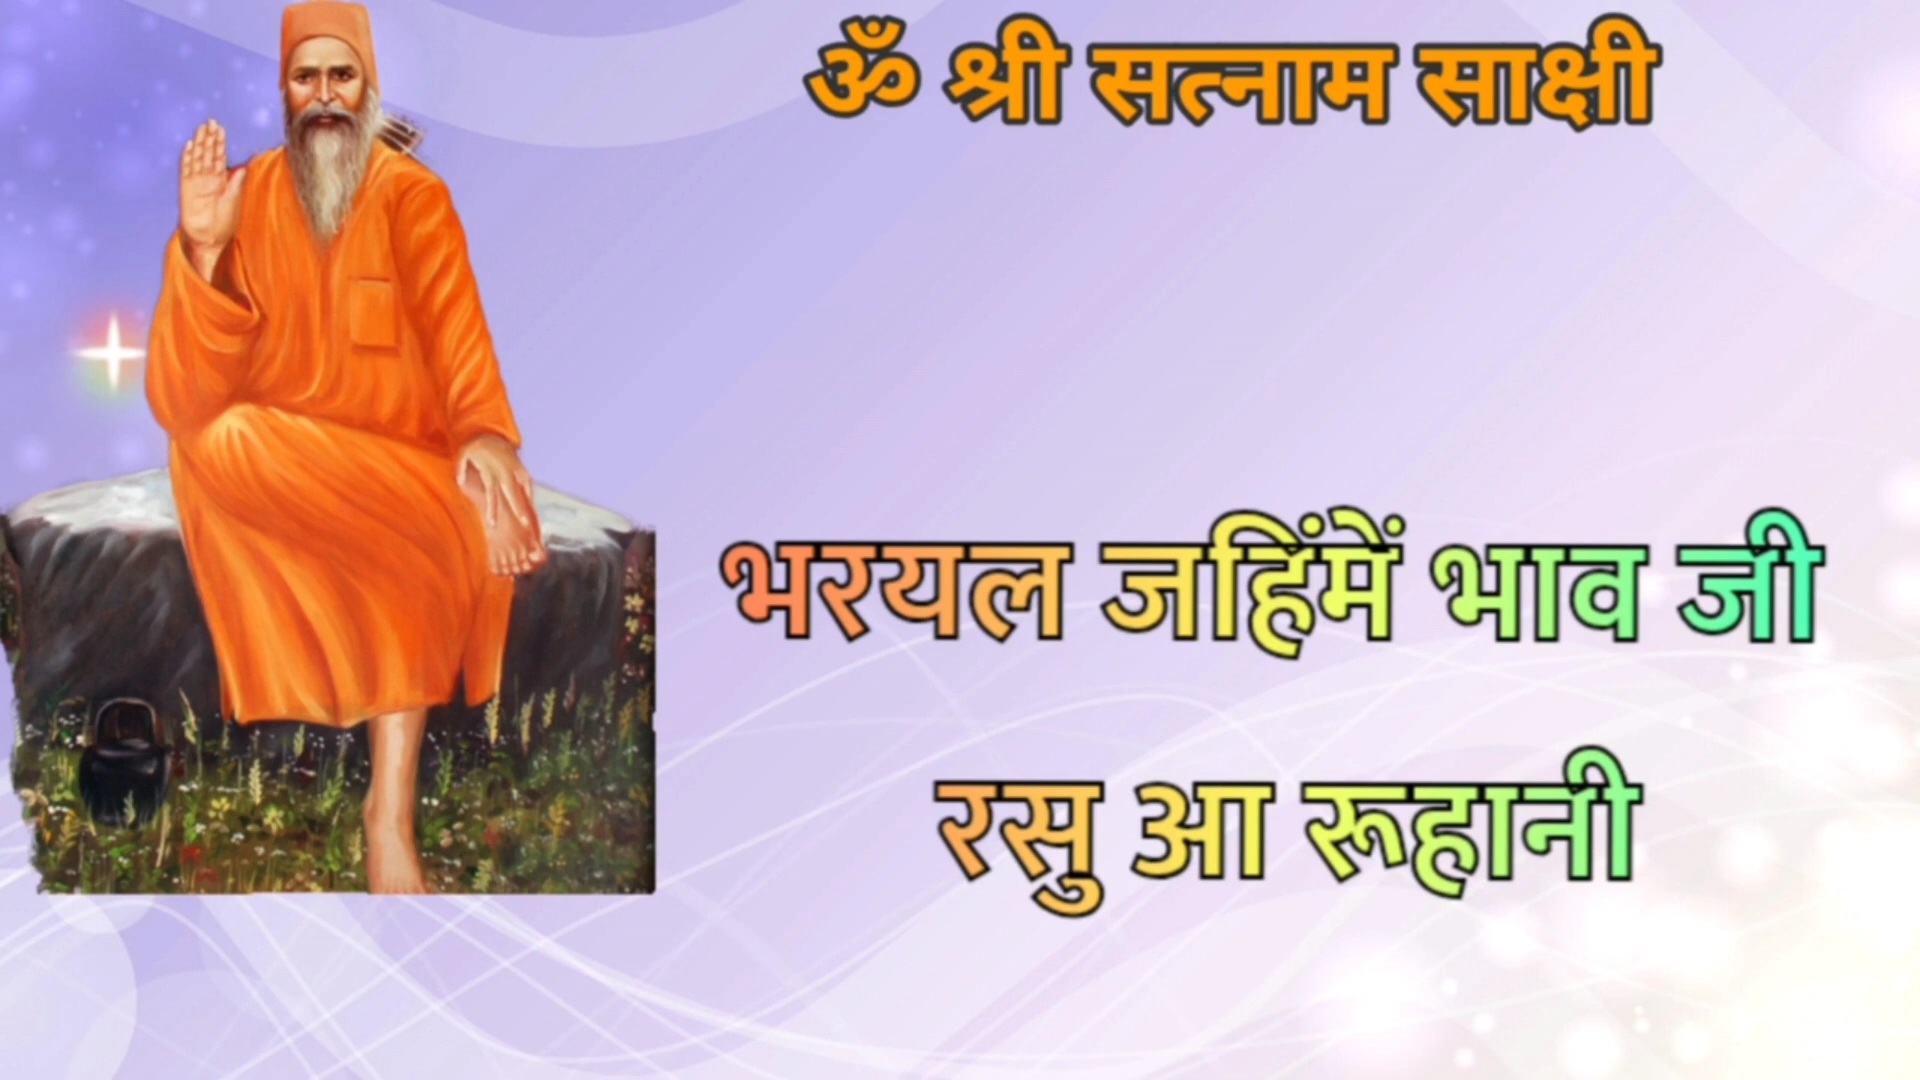 ॐ श्री सत्नाम साक्षी
भरयल जहिंमें भाव जी
रसु आ रूहानी